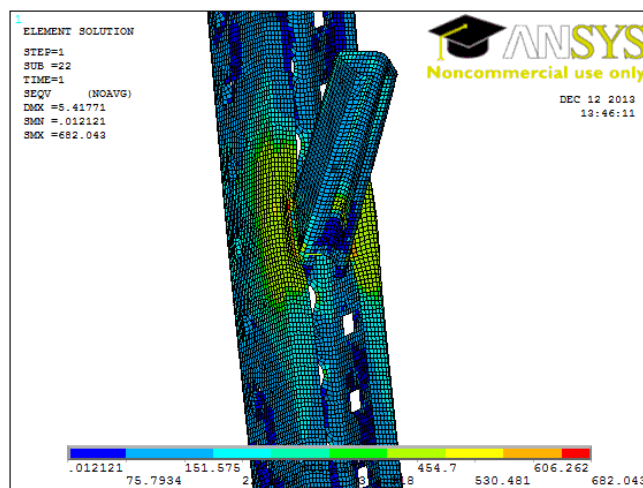 1
ELEMENT SOLUTION
STEP=1
SUB =22
TIME=1
SEQV (NOAVG)
DMX =5.41771
SMN =.012121
SMX =682.043
ANSYS
Noncommercial use only
DEC 12 2013
13:46:11
.012121 151.575 454.7 606.262
75.7934 530.481 682.043